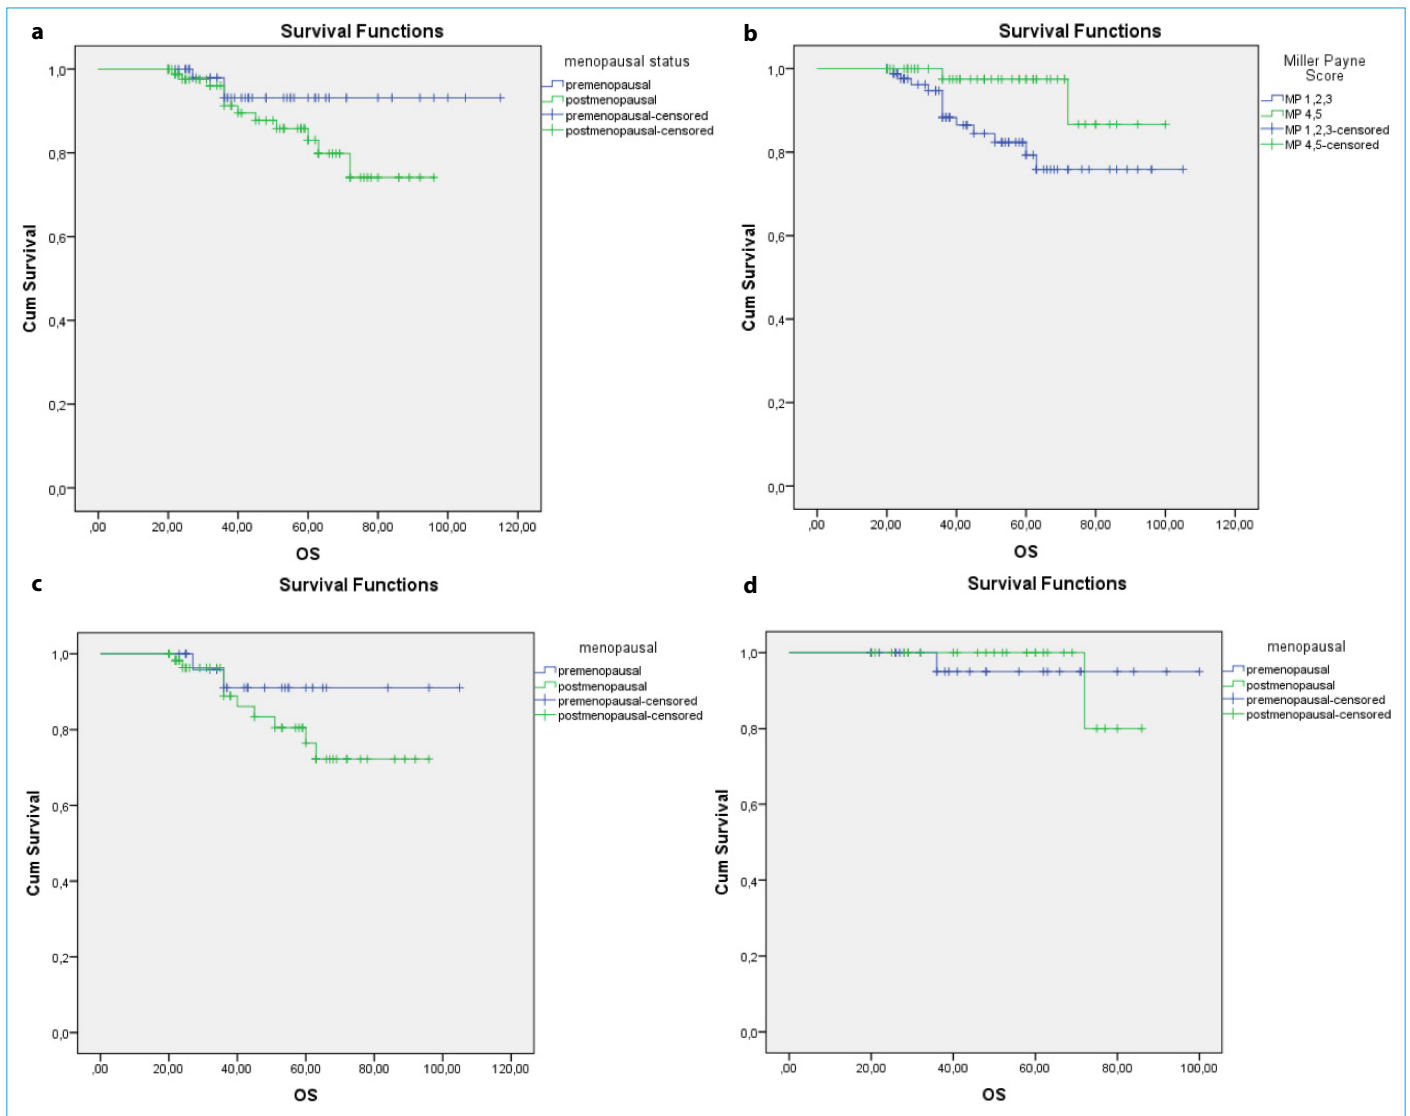 a
Survival Functions
menopausal status
premenopausal
postmenopausal
premenopausal-censored
postmenopausal-censored
1,0
0,8
0,6
0,4
0,2
0,0
Cum Survival
,00 20,00 40,00 60,00 80,00 100,00 120,00
OS
b
Survival Functions
Miller Payne
Score
MP 1,2,3
MP 4,5
MP 1,2,3-censored
MP 4,5-censored
1,0
0,8
0,6
0,4
0,2
0,0
Cum Survival
,00 20,00 40,00 60,00 80,00 100,00 120,00
OS
c
Survival Functions
menopausal
premenopausal
postmenopausal
premenopausal-censored
postmenopausal-censored
1,0
0,8
0,6
0,4
0,2
0,0
Cum Survival
,00 20,00 40,00 60,00 80,00 100,00 120,00
OS
d
Survival Functions
menopausal
premenopausal
postmenopausal
premenopausal-censored
postmenopausal-censored
1,0
0,8
0,6
0,4
0,2
0,0
Cum Survival
,00 20,00 40,00 60,00 80,00 100,00
OS